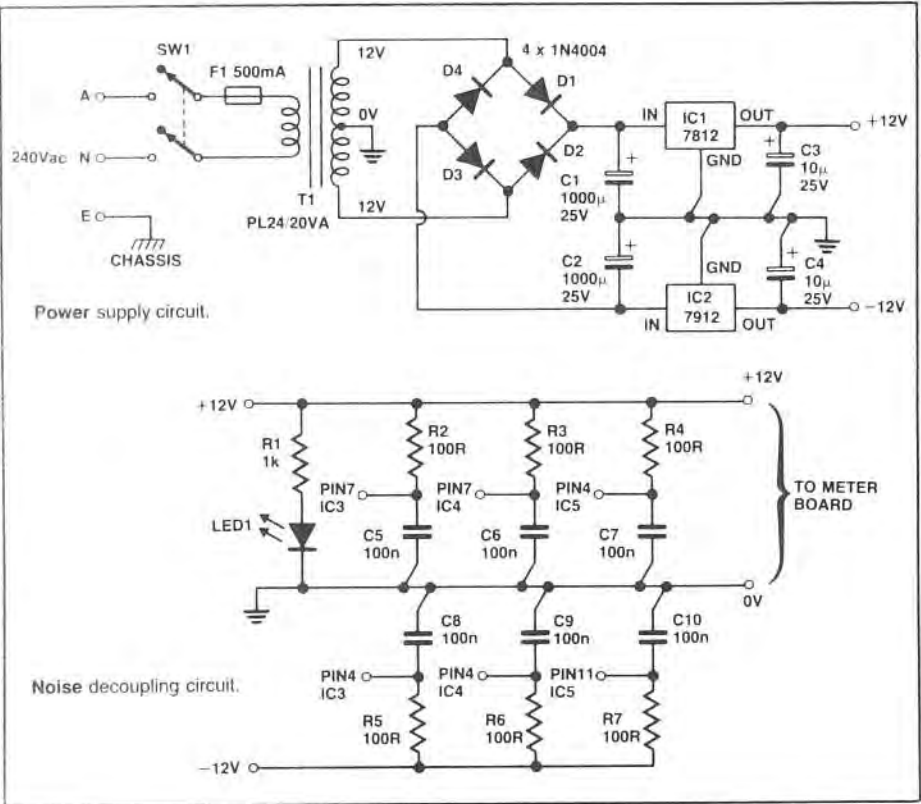 SW1
F1 500mA
A
240Vac N
E
CHASSIS
12V
0V
12V
T1
PL24/20VA
4 x 1N4004
D4
D1
D3
D2
IN
IC1
7812
OUT
GND
+12V
C1
1000μ
25V
+
C3
10μ
25V
+
C2
1000μ
25V
+
C4
10μ
25V
+
GND
IN
IC2
7912
OUT
−12V
Power supply circuit.
+12V
+12V
R1
1k
R2
100R
R3
100R
R4
100R
PIN7
IC3
PIN7
IC4
PIN4
IC5
TO METER
BOARD
LED1
C5
100n
C6
100n
C7
100n
0V
C8
100n
C9
100n
C10
100n
Noise decoupling circuit.
PIN4
IC3
PIN4
IC4
PIN11
IC5
R5
100R
R6
100R
R7
100R
−12V